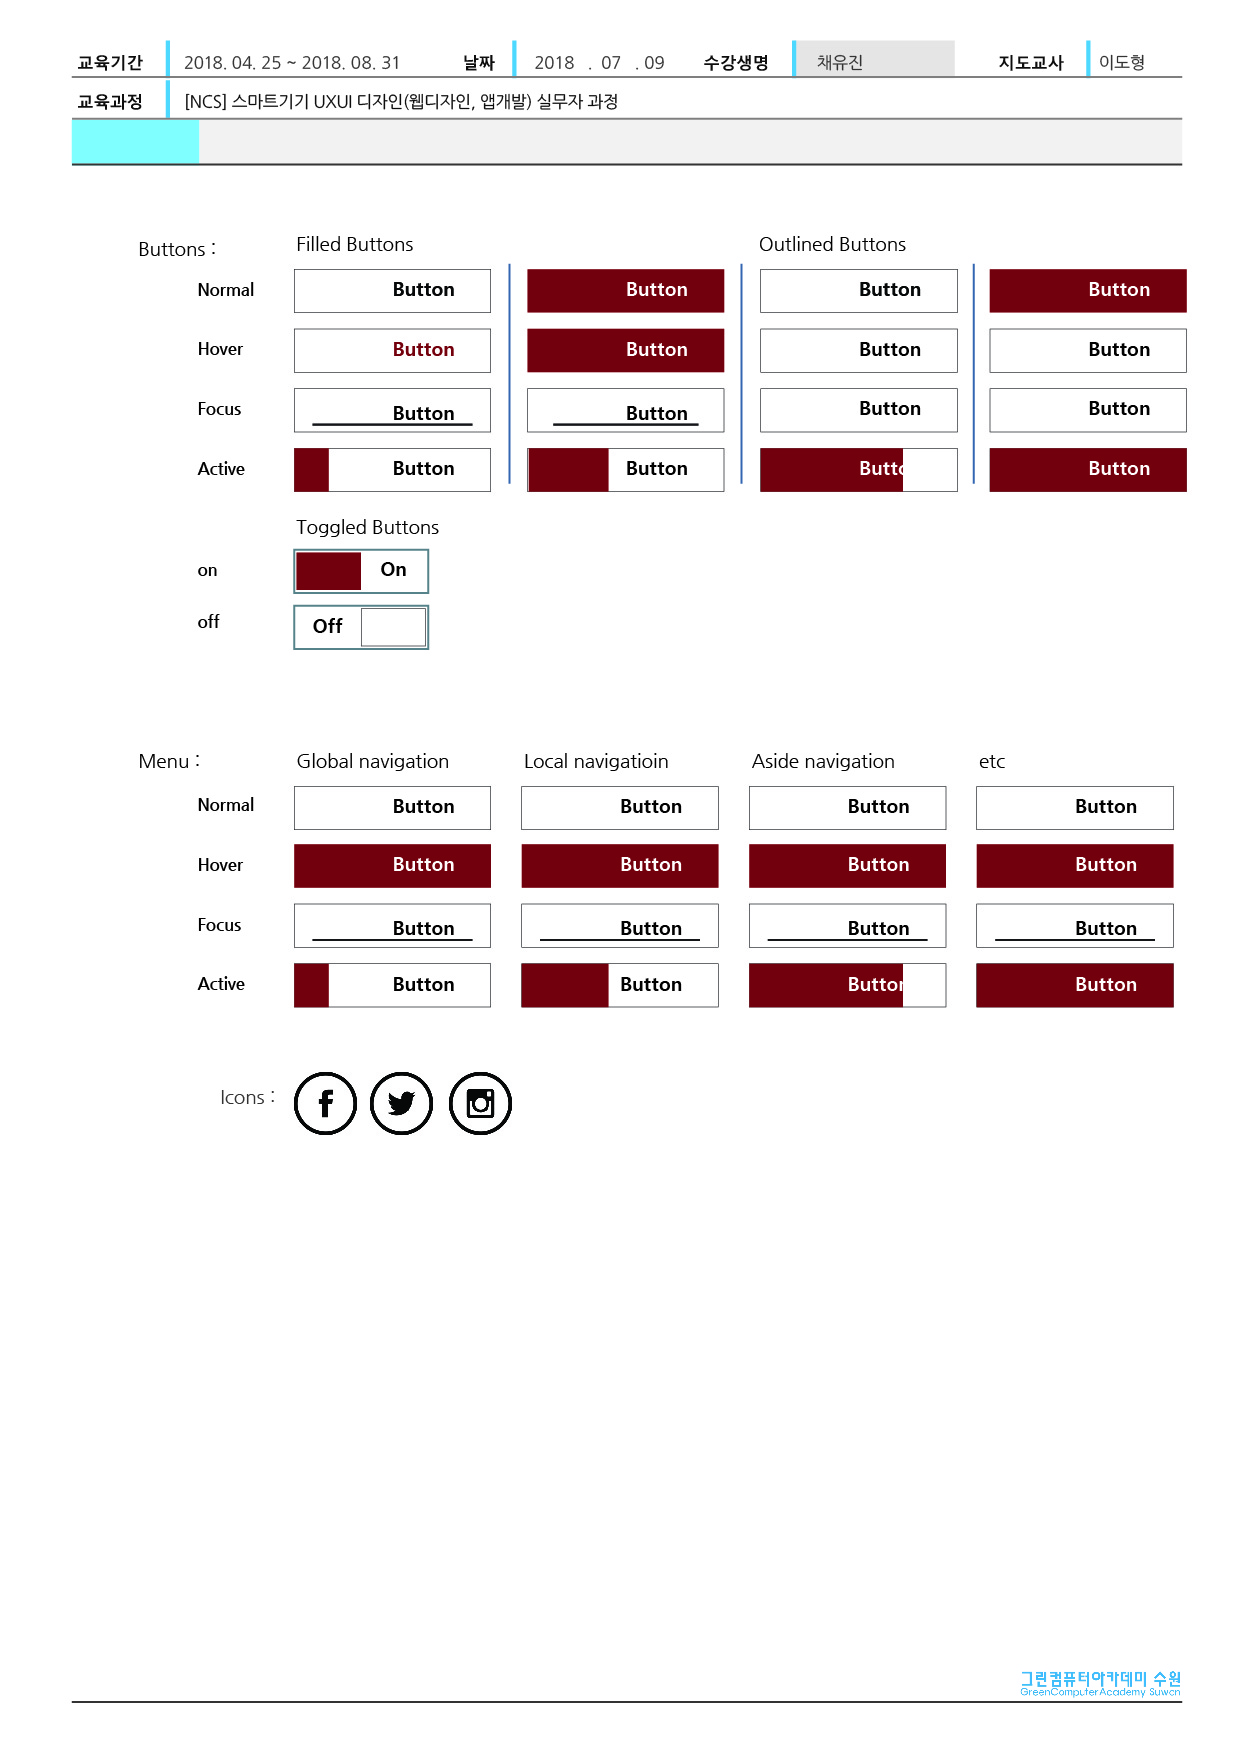 교육기간 2018. 04. 25 ~ 2018. 08. 31 날짜 2018 . 07 . 09 수강생명 채유진 지도교사 이도형
교육과정 [NCS] 스마트기기 UXUI 디자인(웹디자인, 앱개발) 실무자 과정
Buttons : Filled Buttons Outlined Buttons
Normal Button Button Button Button
Hover Button Button Button Button
Focus Button Button Button Button
Active Button Button Butto Button
Toggled Buttons
on On
off Off
Menu : Global navigation Local navigatioin Aside navigation etc
Normal Button Button Button Button
Hover Button Button Button Button
Focus Button Button Button Button
Active Button Button Button Button
Icons :
그린컴퓨터아카데미 수원
GreenComputerAcademy Suwon